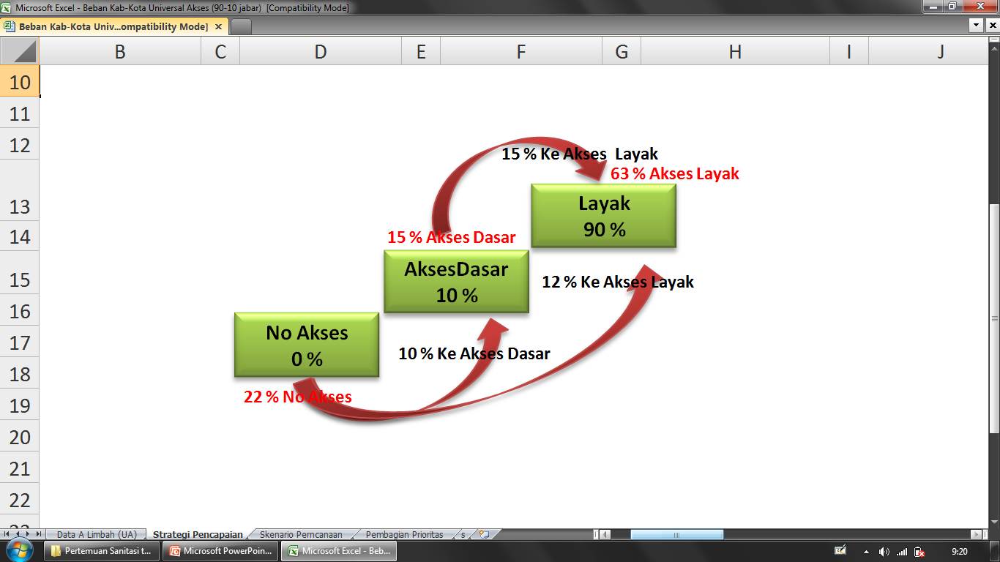 Microsoft Excel - Beban Kab-Kota Universal Akses (90-10 jabar) [Compatibility Mode]
Beban Kab-Kota Univ...ompatibility Mode]
B C D E F G H I J
10
11
12
15 % Ke Akses Layak
63 % Akses Layak
13
Layak
90 %
14
15 % Akses Dasar
15
AksesDasar
10 %
12 % Ke Akses Layak
16
No Akses
0 %
17
10 % Ke Akses Dasar
18
22 % No Akses
19
20
21
22
23
Data A Limbah (UA) Strategi Pencapaian Skenario Perncanaan Pembagian Prioritas s
Pertemuan Sanitasi t... Microsoft PowerPoin... Microsoft Excel - Beb... 9:20